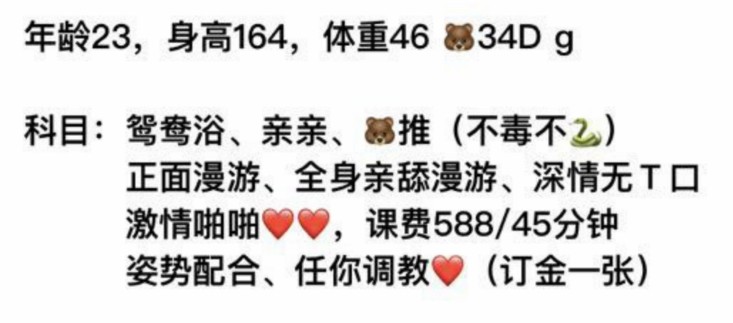 年龄23，身高164，体重46 🐻34D g
科目：鸳鸯浴、亲亲、🐻推（不毒不🐍）
正面漫游、全身亲舔漫游、深情无T口
激情啪啪❤️❤️，课费588/45分钟
姿势配合、任你调教❤️（订金一张）